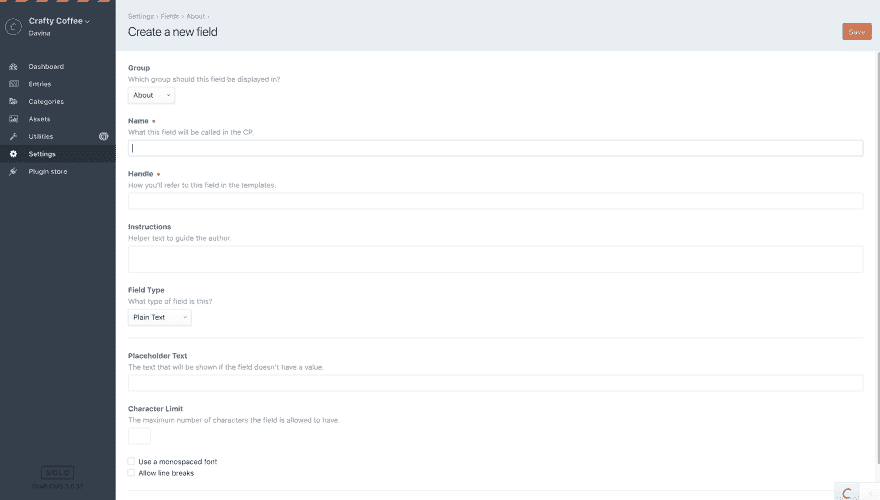 Crafty Coffee
Davina
Dashboard
Entries
Categories
Assets
Utilities
Settings
Plugin store
SOLO
Craft CMS 3.0.37
Settings › Fields › About ›
Create a new field
Save
Group
Which group should this field be displayed in?
About
Name
What this field will be called in the CP.
Handle
How you'll refer to this field in the templates.
Instructions
Helper text to guide the author.
Field Type
What type of field is this?
Plain Text
Placeholder Text
The text that will be shown if the field doesn't have a value.
Character Limit
The maximum number of characters the field is allowed to have.
Use a monospaced font
Allow line breaks